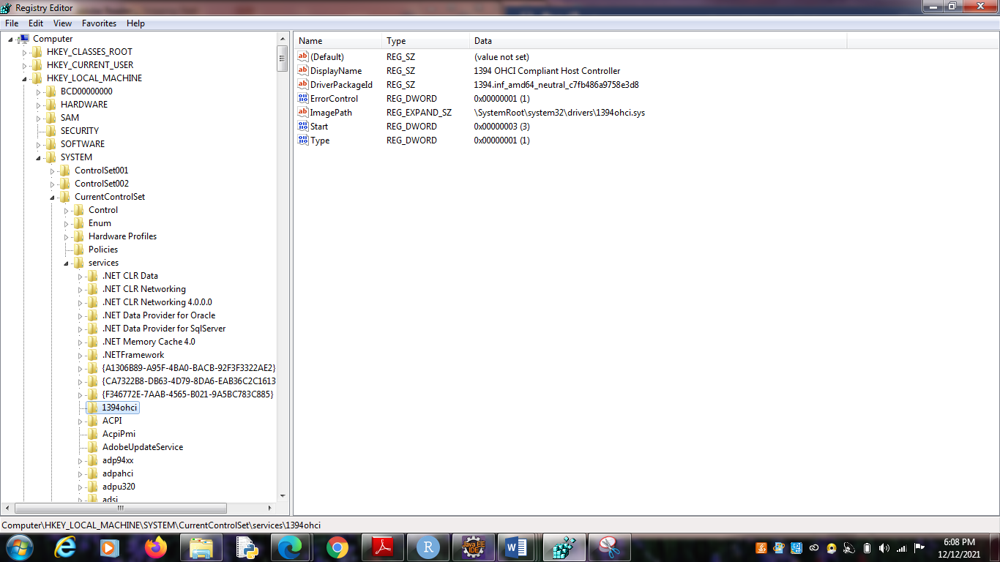 Registry Editor
File Edit View Favorites Help
Computer
HKEY_CLASSES_ROOT
HKEY_CURRENT_USER
HKEY_LOCAL_MACHINE
BCD00000000
HARDWARE
SAM
SECURITY
SOFTWARE
SYSTEM
ControlSet001
ControlSet002
CurrentControlSet
Control
Enum
Hardware Profiles
Policies
services
.NET CLR Data
.NET CLR Networking
.NET CLR Networking 4.0.0.0
.NET Data Provider for Oracle
.NET Data Provider for SqlServer
.NET Memory Cache 4.0
.NETFramework
{A1306B89-A95F-4BA0-BACB-92F3F3322AE2}
{CA7322B8-DB63-4D79-8DA6-EAB36C2C1613
{F346772E-7AAB-4565-B021-9A5BC783C885}
1394ohci
ACPI
AcpiPmi
AdobeUpdateService
adp94xx
adpahci
adpu320
adsi
Name Type Data
(Default) REG_SZ (value not set)
DisplayName REG_SZ 1394 OHCI Compliant Host Controller
DriverPackageId REG_SZ 1394.inf_amd64_neutral_c7fb486a9758e3d8
ErrorControl REG_DWORD 0x00000001 (1)
ImagePath REG_EXPAND_SZ \SystemRoot\system32\drivers\1394ohci.sys
Start REG_DWORD 0x00000003 (3)
Type REG_DWORD 0x00000001 (1)
Computer\HKEY_LOCAL_MACHINE\SYSTEM\CurrentControlSet\services\1394ohci
R
Java EE
IDE
W
6:08 PM
12/12/2021